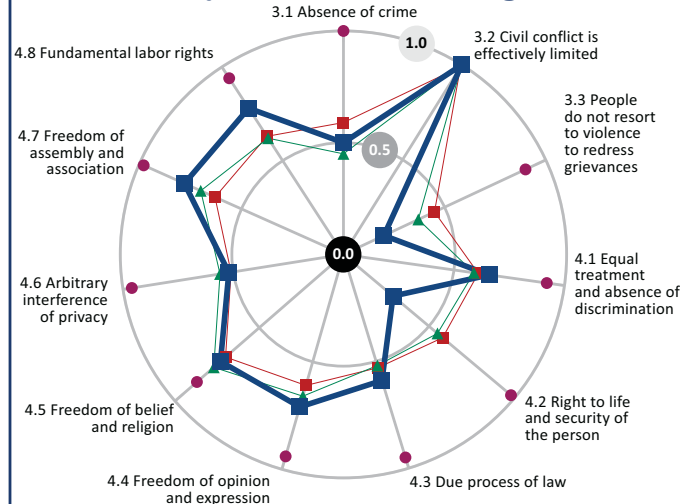 3.1 Absence of crime
1.0
3.2 Civil conflict is
effectively limited
4.8 Fundamental labor rights
3.3 People
do not resort
to violence
to redress
grievances
4.7 Freedom of
assembly and
association
0.5
0.0
4.1 Equal
treatment
and absence of
discrimination
4.6 Arbitrary
interference
of privacy
4.2 Right to life
and security of
the person
4.5 Freedom of belief
and religion
4.4 Freedom of opinion
and expression
4.3 Due process of law